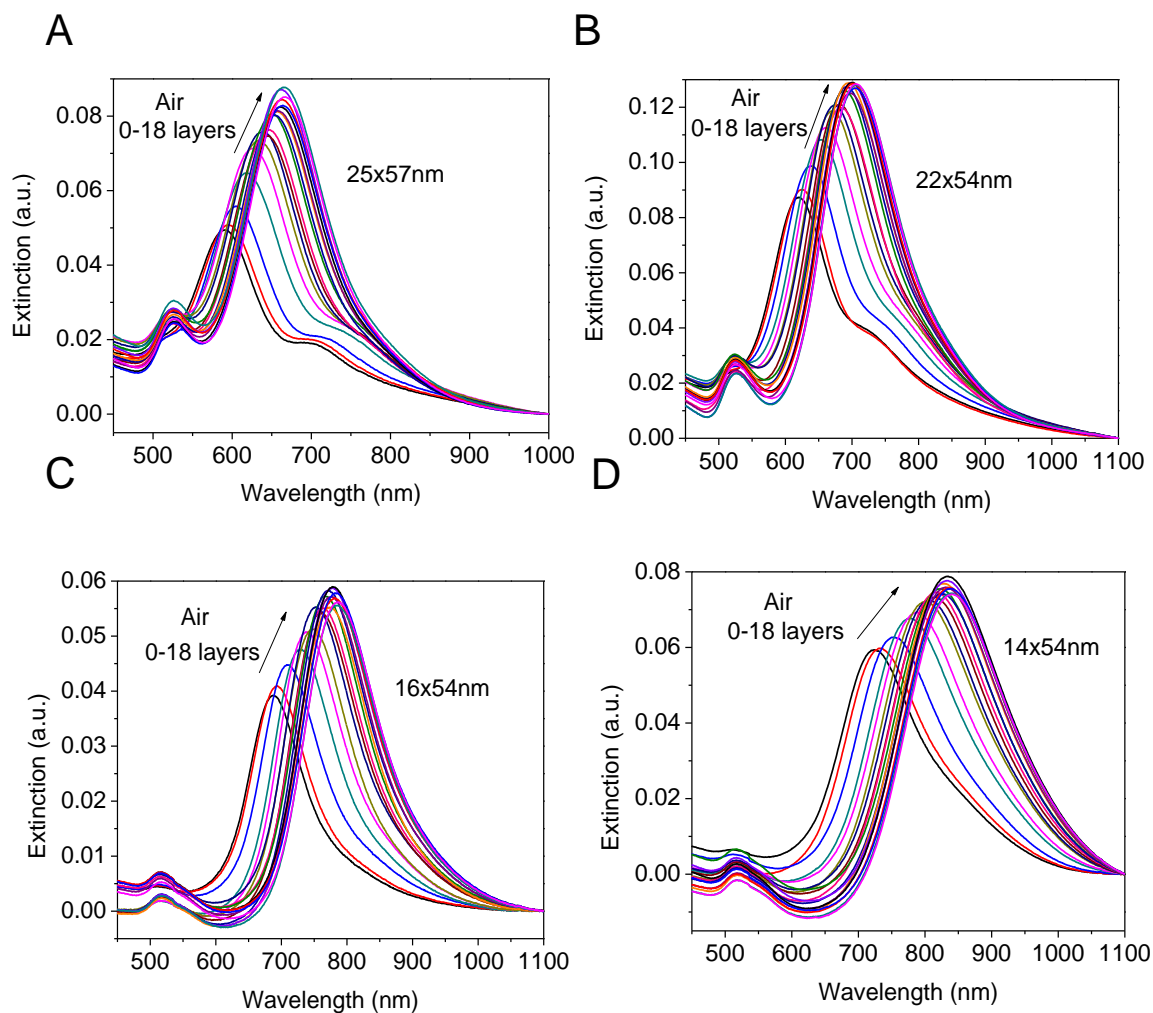 A
Air
0-18 layers
25x57nm
0.08
0.06
0.04
0.02
0.00
Extinction (a.u.)
500 600 700 800 900 1000
Wavelength (nm)
B
Air
0-18 layers
22x54nm
0.12
0.10
0.08
0.06
0.04
0.02
0.00
Extinction (a.u.)
500 600 700 800 900 1000 1100
Wavelength (nm)
C
Air
0-18 layers
16x54nm
0.06
0.05
0.04
0.03
0.02
0.01
0.00
Extinction (a.u.)
500 600 700 800 900 1000 1100
Wavelength (nm)
D
Air
0-18 layers
14x54nm
0.08
0.06
0.04
0.02
0.00
Extinction (a.u.)
500 600 700 800 900 1000 1100
Wavelength (nm)